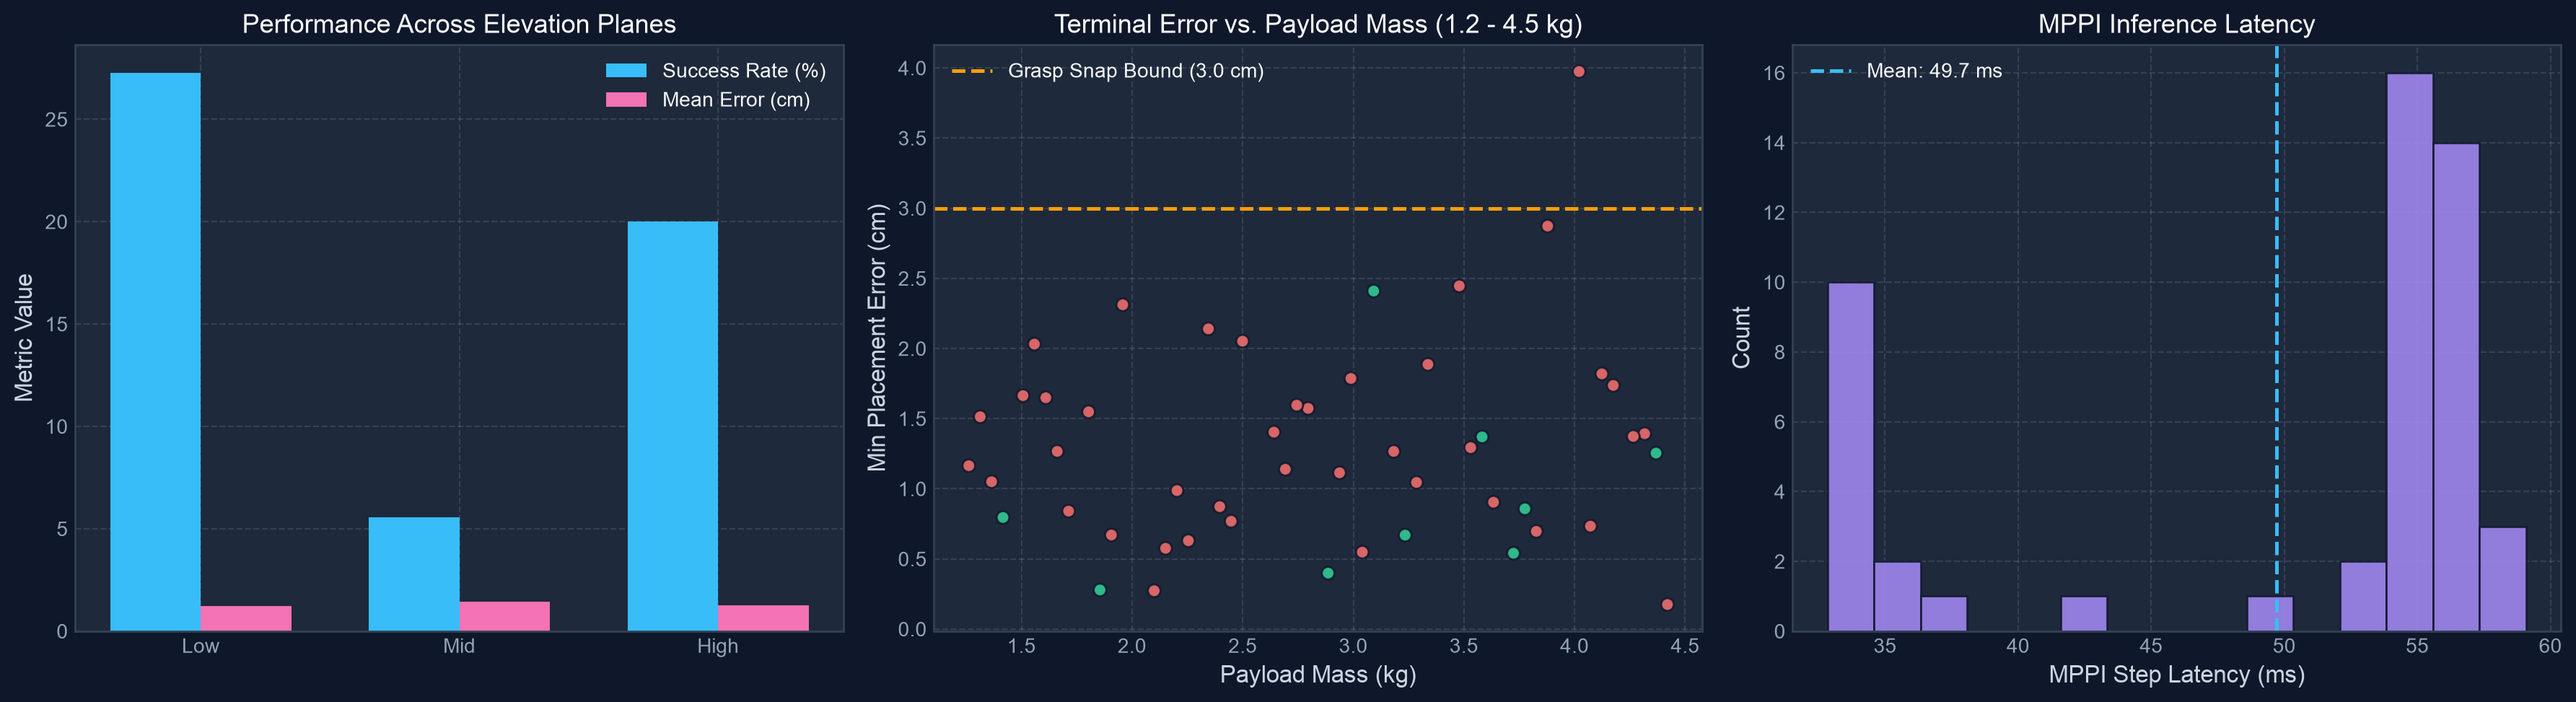 Performance Across Elevation Planes
Success Rate (%)
Mean Error (cm)
Metric Value
25
20
15
10
5
0
Low
Mid
High
Terminal Error vs. Payload Mass (1.2 - 4.5 kg)
Grasp Snap Bound (3.0 cm)
Min Placement Error (cm)
4.0
3.5
3.0
2.5
2.0
1.5
1.0
0.5
0.0
1.5
2.0
2.5
3.0
3.5
4.0
4.5
Payload Mass (kg)
MPPI Inference Latency
Mean: 49.7 ms
Count
16
14
12
10
8
6
4
2
0
35
40
45
50
55
60
MPPI Step Latency (ms)